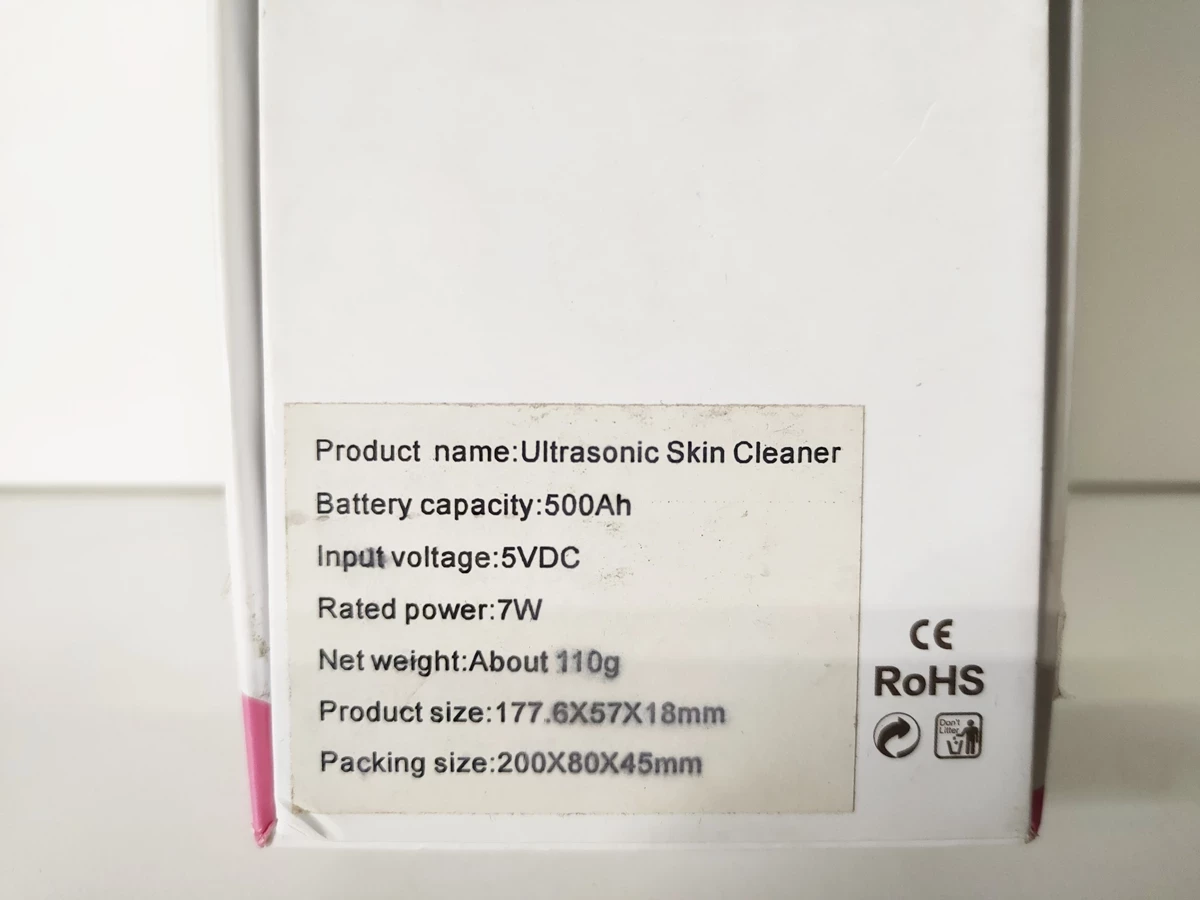 Product name:Ultrasonic Skin Cleaner
Battery capacity:500Ah
Input voltage:5VDC
Rated power:7W
Net weight:About 110g
Product size:177.6X57X18mm
Packing size:200X80X45mm
CE
RoHS
Don't
Litter